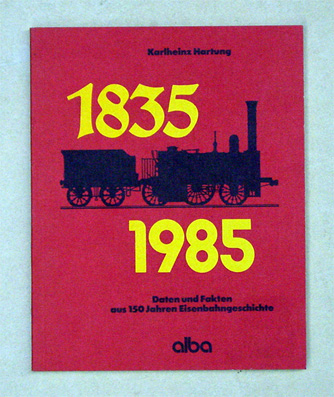 Karlheinz Hartung
1835
1985
Daten und Fakten
aus 150 Jahren Eisenbahngeschichte
alba